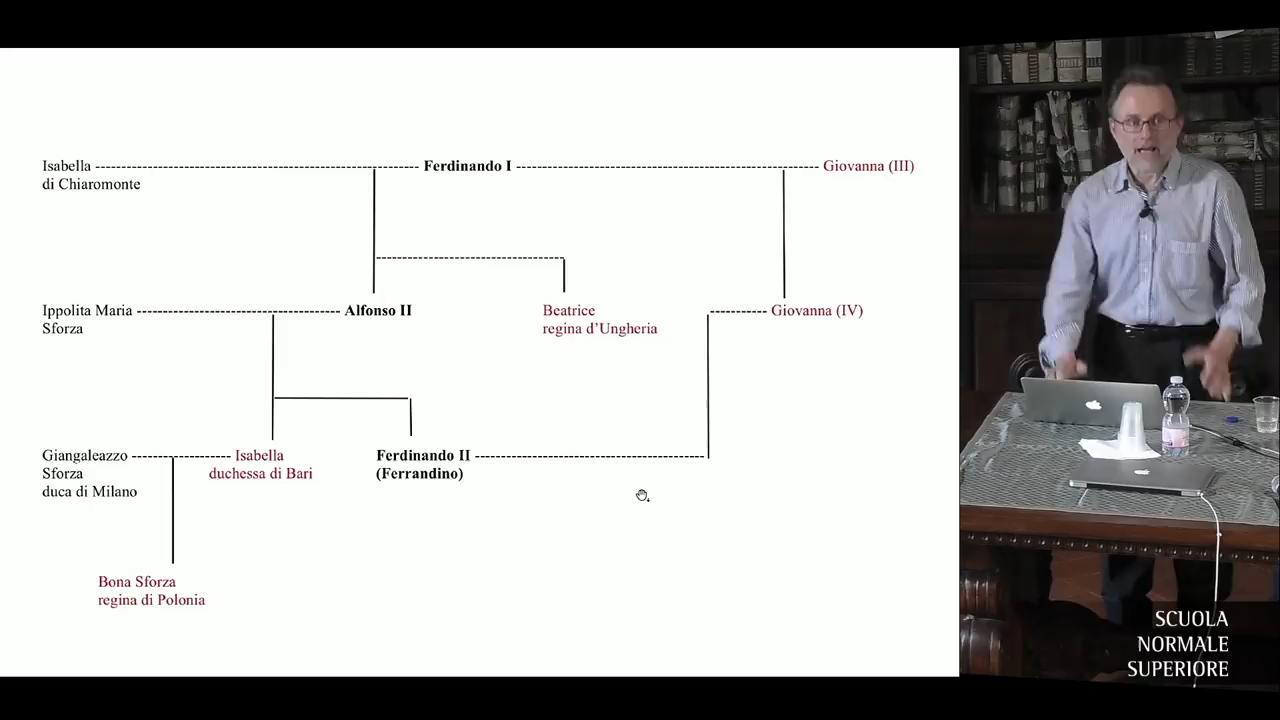 Isabella ---------- Ferdinando I ---------- Giovanna (III)
di Chiaromonte
Ippolita Maria ---------- Alfonso II
Sforza
Beatrice
regina d'Ungheria
---------- Giovanna (IV)
Giangaleazzo ---------- Isabella
Sforza
duca di Milano
duchessa di Bari
Ferdinando II ----------
(Ferrandino)
Bona Sforza
regina di Polonia
SCUOLA
NORMALE
SUPERIORE